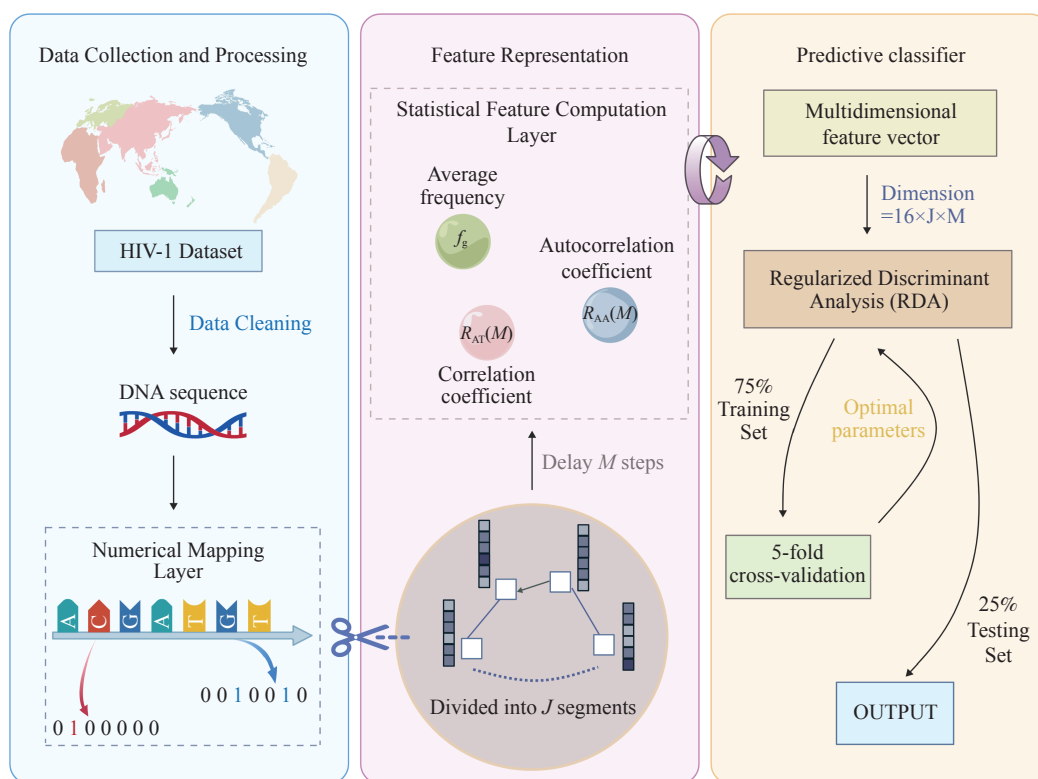 Data Collection and Processing
HIV-1 Dataset
Data Cleaning
DNA sequence
Numerical Mapping
Layer
A C G A T G T
0 0 1 0 0 1 0
0 1 0 0 0 0 0
Feature Representation
Statistical Feature Computation
Layer
Average
frequency
f_g
Autocorrelation
coefficient
R_AA(M)
R_AT(M)
Correlation
coefficient
Delay M steps
Divided into J segments
Predictive classifier
Multidimensional
feature vector
Dimension
=16×J×M
Regularized Discriminant
Analysis (RDA)
75%
Training
Set
Optimal
parameters
5-fold
cross-validation
25%
Testing
Set
OUTPUT